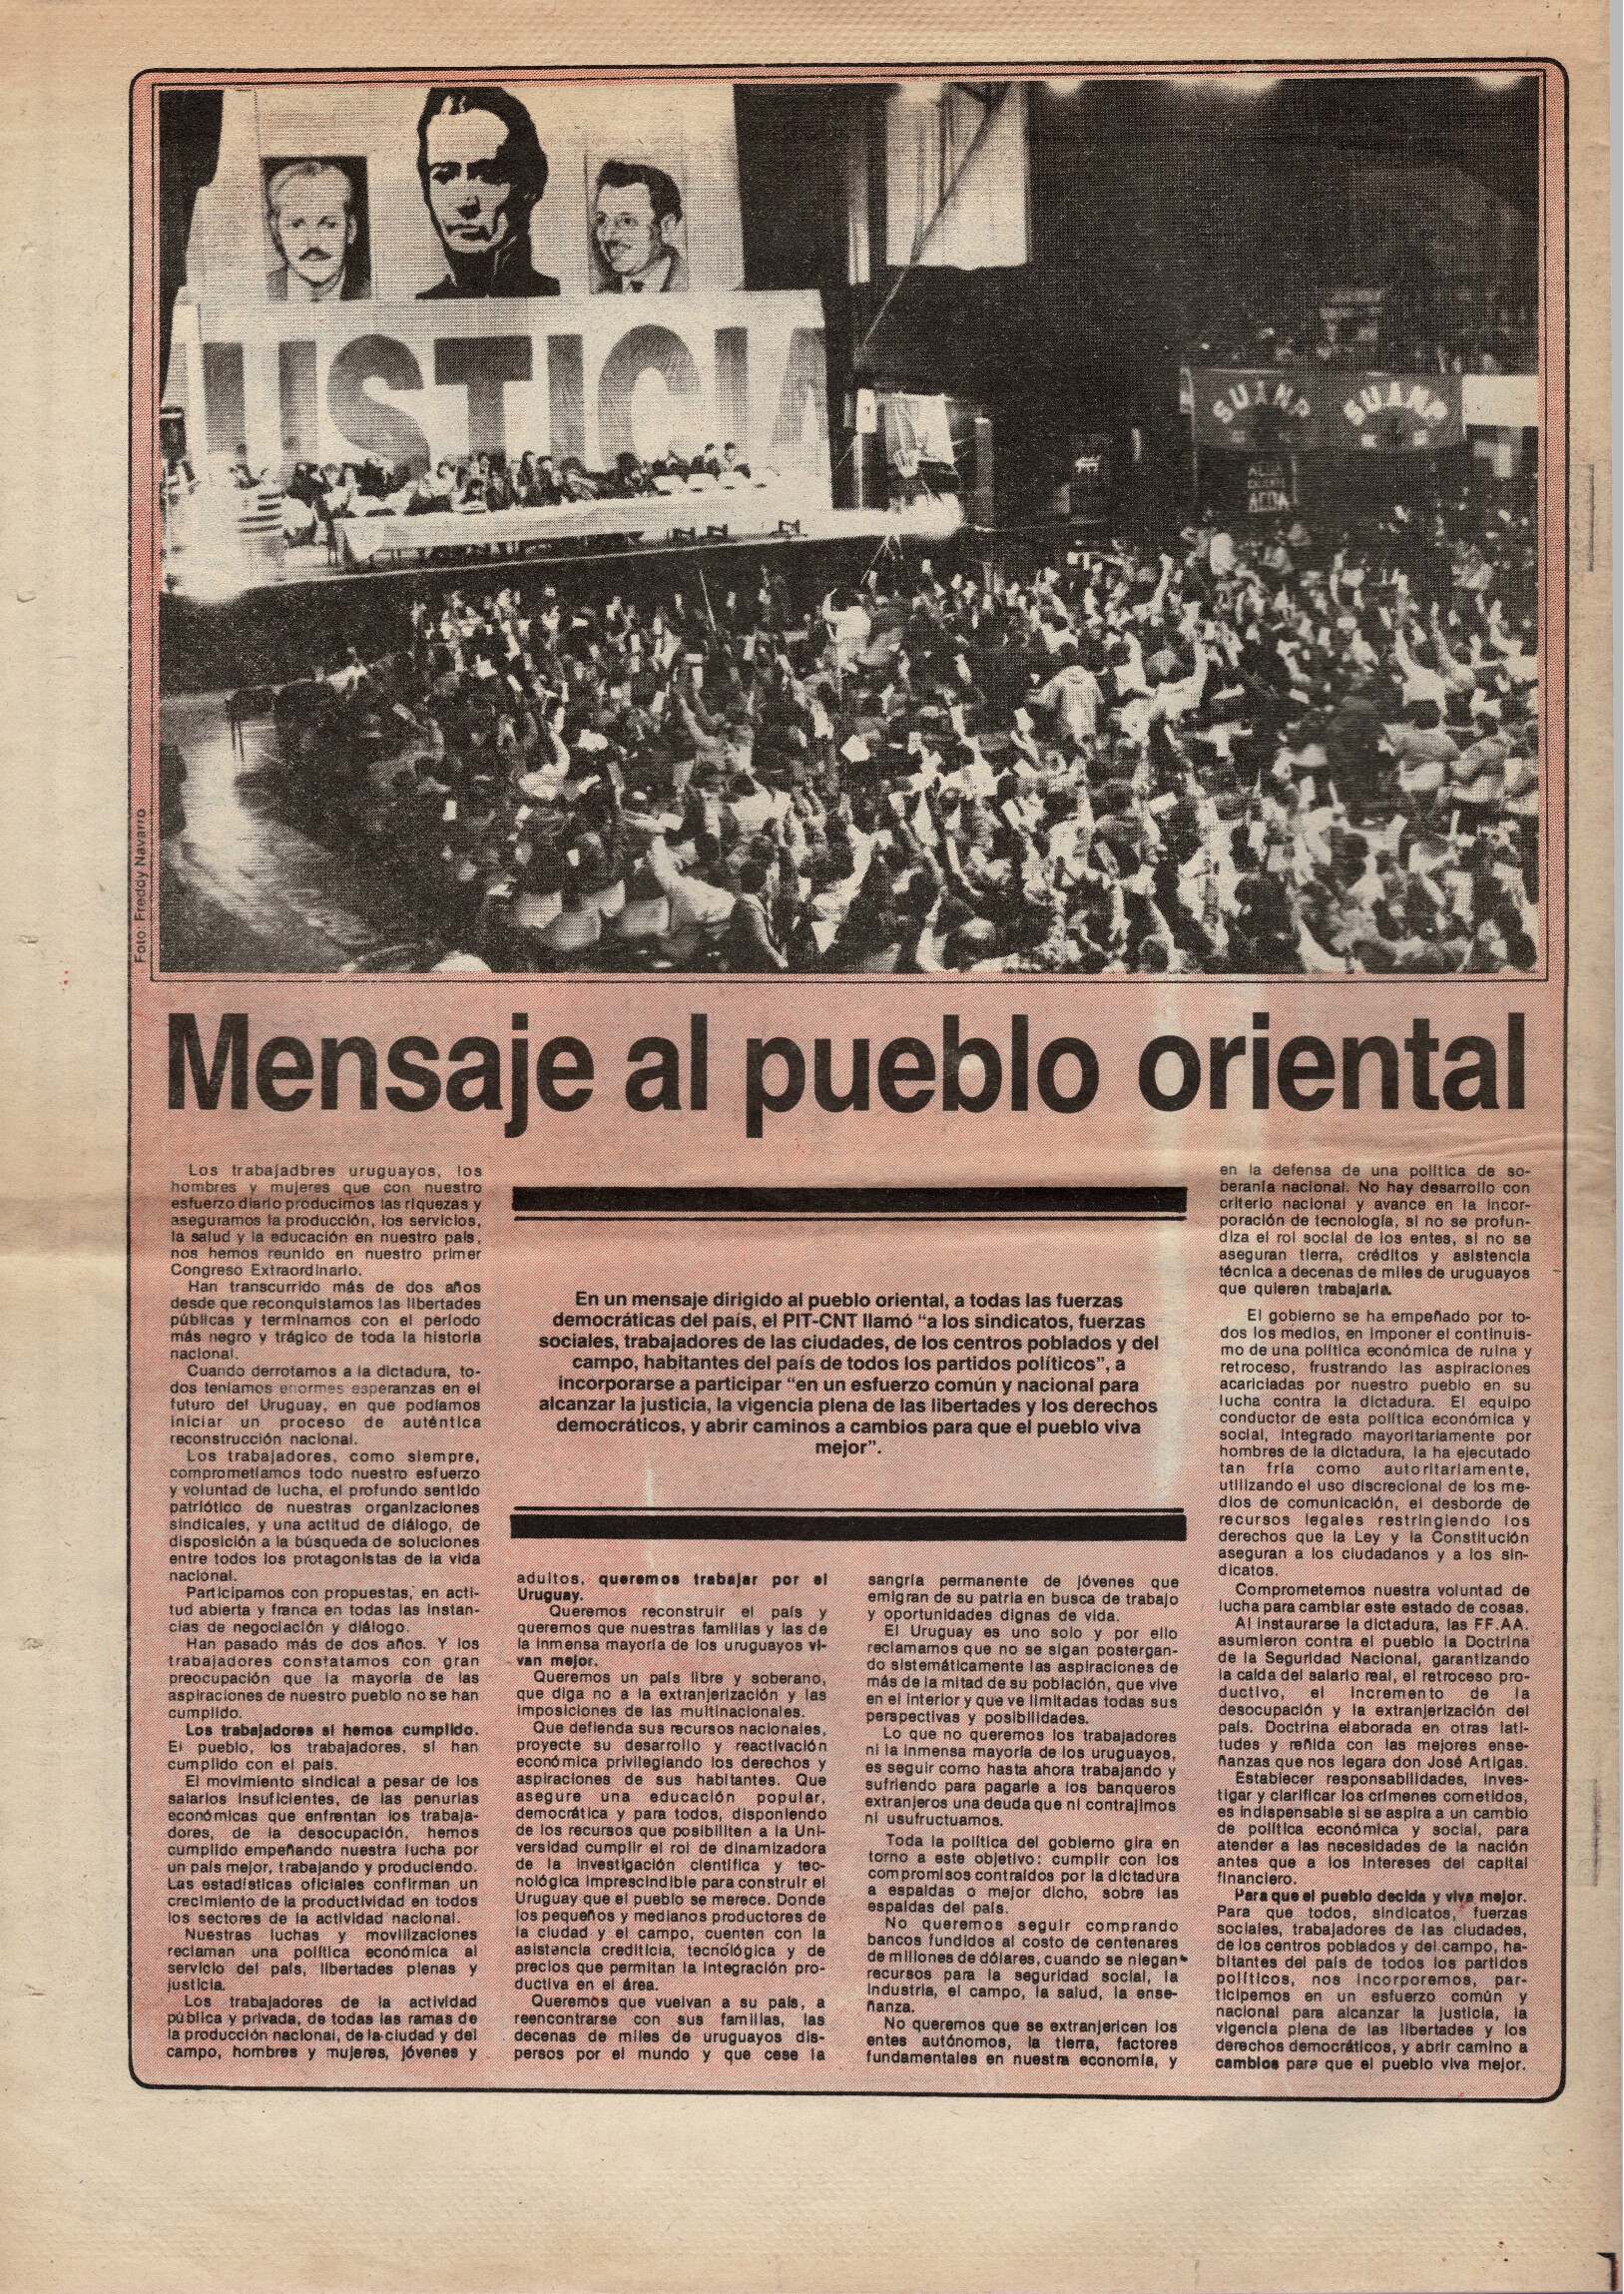 USTICIA
SUANP
SUANP
AEBA
AEBA
Foto: Freddy Navarro
Mensaje al pueblo oriental
Los trabajadbres uruguayos, los
hombres y mujeres que con nuestro
esfuerzo diario producimos las riquezas y
aseguramos la producción, los servicios,
la salud y la educación en nuestro país,
nos hemos reunido en nuestro primer
Congreso Extraordinario.
Han transcurrido más de dos años
desde que reconquistamos las libertades
públicas y terminamos con el período
más negro y trágico de toda la historia
nacional.
Cuando derrotamos a la dictadura, to-
dos teníamos enormes esperanzas en el
futuro del Uruguay, en que podíamos
iniciar un proceso de auténtica
reconstrucción nacional.
Los trabajadores, como siempre,
comprometíamos todo nuestro esfuerzo
y voluntad de lucha, el profundo sentido
patriótico de nuestras organizaciones
sindicales, y una actitud de diálogo, de
disposición a la búsqueda de soluciones
entre todos los protagonistas de la vida
nacional.
Participamos con propuestas, en acti-
tud abierta y franca en todas las instan-
cias de negociación y diálogo.
Han pasado más de dos años. Y los
trabajadores constatamos con gran
preocupación que la mayoría de las
aspiraciones de nuestro pueblo no se han
cumplido.
Los trabajadores sí hemos cumplido.
El pueblo, los trabajadores, sí han
cumplido con el país.
El movimiento sindical a pesar de los
salarios insuficientes, de las penurias
económicas que enfrentan los trabaja-
dores, de la desocupación, hemos
cumplido empeñando nuestra lucha por
un país mejor, trabajando y produciendo.
Las estadísticas oficiales confirman un
crecimiento de la productividad en todos
los sectores de la actividad nacional.
Nuestras luchas y movilizaciones
reclaman una política económica al
servicio del país, libertades plenas y
justicia.
Los trabajadores de la actividad
pública y privada, de todas las ramas de
la producción nacional, de la ciudad y del
campo, hombres y mujeres, jóvenes y
En un mensaje dirigido al pueblo oriental, a todas las fuerzas
democráticas del país, el PIT-CNT llamó “a los sindicatos, fuerzas
sociales, trabajadores de las ciudades, de los centros poblados y del
campo, habitantes del país de todos los partidos políticos”, a
incorporarse a participar “en un esfuerzo común y nacional para
alcanzar la justicia, la vigencia plena de las libertades y los derechos
democráticos, y abrir caminos a cambios para que el pueblo viva
mejor”.
adultos, queremos trabajar por el
Uruguay.
Queremos reconstruir el país y
queremos que nuestras familias y las de
la inmensa mayoría de los uruguayos vi-
van mejor.
Queremos un país libre y soberano,
que diga no a la extranjerización y las
imposiciones de las multinacionales.
Que defienda sus recursos nacionales,
proyecte su desarrollo y reactivación
económica privilegiando los derechos y
aspiraciones de sus habitantes. Que
asegure una educación popular,
democrática y para todos, disponiendo
de los recursos que posibiliten a la Uni-
versidad cumplir el rol de dinamizadora
de la investigación científica y tec-
nológica imprescindible para construir el
Uruguay que el pueblo se merece. Donde
los pequeños y medianos productores de
la ciudad y el campo, cuenten con la
asistencia crediticia, tecnológica y de
precios que permitan la integración pro-
ductiva en el área.
Queremos que vuelvan a su país, a
reencontrarse con sus familias, las
decenas de miles de uruguayos dis-
persos por el mundo y que cese la
sangría permanente de jóvenes que
emigran de su patria en busca de trabajo
y oportunidades dignas de vida.
El Uruguay es uno solo y por ello
reclamamos que no se sigan postergan-
do sistemáticamente las aspiraciones de
más de la mitad de su población, que vive
en el interior y que ve limitadas todas sus
perspectivas y posibilidades.
Lo que no queremos los trabajadores
ni la inmensa mayoría de los uruguayos,
es seguir como hasta ahora trabajando y
sufriendo para pagarle a los banqueros
extranjeros una deuda que ni contrajimos
ni usufructuamos.
Toda la política del gobierno gira en
torno a este objetivo: cumplir con los
compromisos contraídos por la dictadura
a espaldas o mejor dicho, sobre las
espaldas del país.
No queremos seguir comprando
bancos fundidos al costo de centenares
de millones de dólares, cuando se niegan
recursos para la seguridad social, la
industria, el campo, la salud, la ense-
ñanza.
No queremos que se extranjericen los
entes autónomos, la tierra, factores
fundamentales en nuestra economía, y
en la defensa de una política de so-
beranía nacional. No hay desarrollo con
criterio nacional y avance en la incor-
poración de tecnología, si no se profun-
diza el rol social de los entes, si no se
aseguran tierra, créditos y asistencia
técnica a decenas de miles de uruguayos
que quieren trabajarla.
El gobierno se ha empeñado por to-
dos los medios, en imponer el continuis-
mo de una política económica de ruina y
retroceso, frustrando las aspiraciones
acariciadas por nuestro pueblo en su
lucha contra la dictadura. El equipo
conductor de esta política económica y
social, integrado mayoritariamente por
hombres de la dictadura, la ha ejecutado
tan fría como autoritariamente,
utilizando el uso discrecional de los me-
dios de comunicación, el desborde de
recursos legales restringiendo los
derechos que la Ley y la Constitución
aseguran a los ciudadanos y a los sin-
dicatos.
Comprometemos nuestra voluntad de
lucha para cambiar este estado de cosas.
Al instaurarse la dictadura, las FF.AA.
asumieron contra el pueblo la Doctrina
de la Seguridad Nacional, garantizando
la caída del salario real, el retroceso pro-
ductivo, el incremento de la
desocupación y la extranjerización del
país. Doctrina elaborada en otras lati-
tudes y reñida con las mejores ense-
ñanzas que nos legara don José Artigas.
Establecer responsabilidades, inves-
tigar y clarificar los crímenes cometidos,
es indispensable si se aspira a un cambio
de política económica y social, para
atender a las necesidades de la nación
antes que a los intereses del capital
financiero.
Para que el pueblo decida y viva mejor.
Para que todos, sindicatos, fuerzas
sociales, trabajadores de las ciudades,
de los centros poblados y del campo, ha-
bitantes del país de todos los partidos
políticos, nos incorporemos, par-
ticipemos en un esfuerzo común y
nacional para alcanzar la justicia, la
vigencia plena de las libertades y los
derechos democráticos, y abrir camino a
cambios para que el pueblo viva mejor.